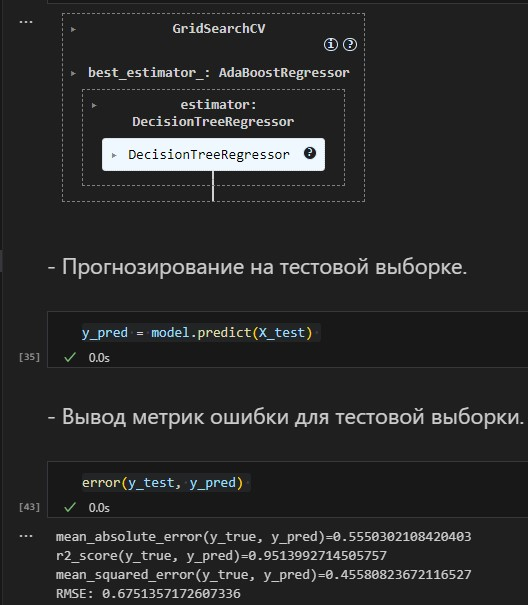 ...
GridSearchCV
i ?
best_estimator_: AdaBoostRegressor
estimator:
DecisionTreeRegressor
DecisionTreeRegressor ?
- Прогнозирование на тестовой выборке.
y_pred = model.predict(X_test)
[35] 0.0s
- Вывод метрик ошибки для тестовой выборки.
error(y_test, y_pred)
[43] 0.0s
...
mean_absolute_error(y_true, y_pred)=0.5550302108420403
r2_score(y_true, y_pred)=0.9513992714505757
mean_squared_error(y_true, y_pred)=0.45580823672116527
RMSE: 0.6751357172607336